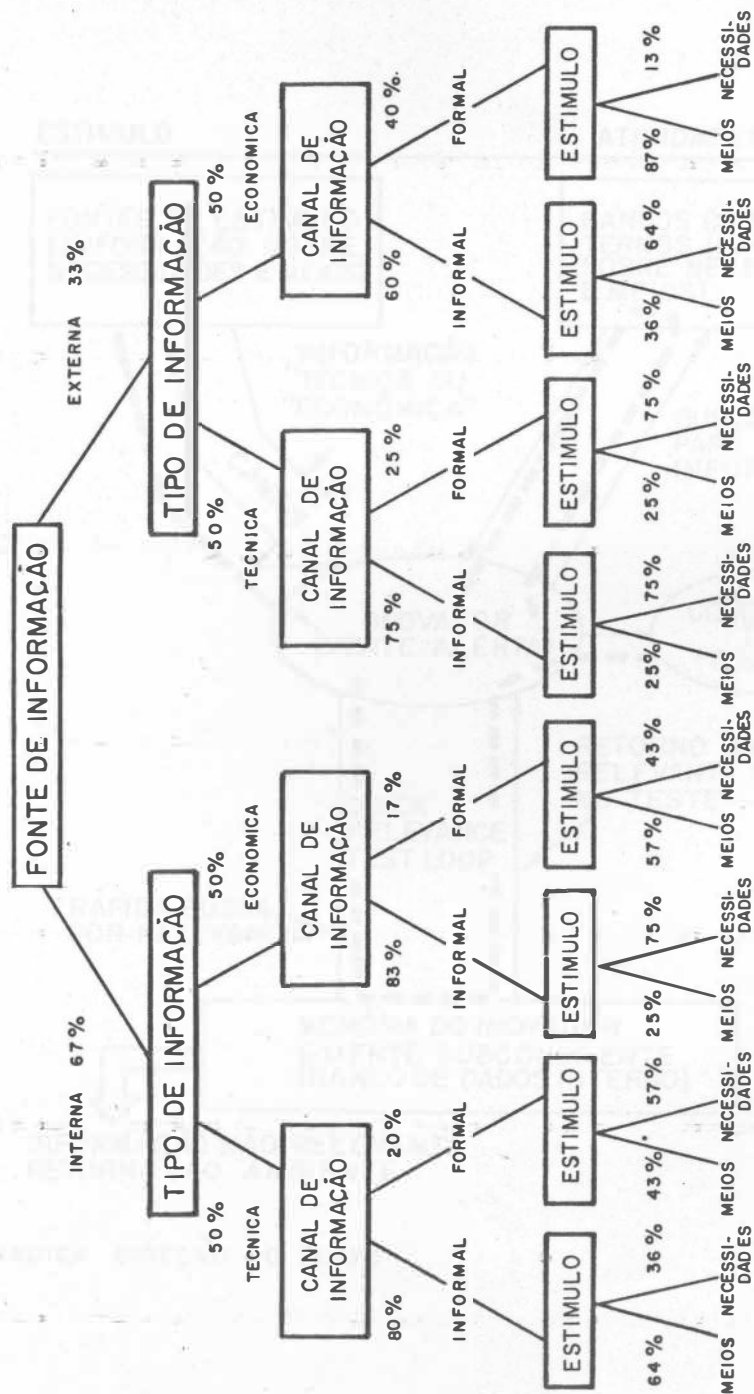 FONTE DE INFORMAÇÃO
INTERNA 67%
EXTERNA 33%
TIPO DE INFORMAÇÃO
TIPO DE INFORMAÇÃO
50%
50%
50%
50%
TECNICA
ECONOMICA
TECNICA
ECONOMICA
CANAL DE
INFORMAÇÃO
CANAL DE
INFORMAÇÃO
CANAL DE
INFORMAÇÃO
CANAL DE
INFORMAÇÃO
80%
20%
83%
17%
75%
25%
60%
40%.
INFORMAL
FORMAL
INFORMAL
FORMAL
INFORMAL
FORMAL
INFORMAL
FORMAL
ESTIMULO
ESTIMULO
ESTIMULO
ESTIMULO
ESTIMULO
ESTIMULO
ESTIMULO
ESTIMULO
64%
36%
43%
57%
25%
75%
57%
43%
25%
75%
25%
75%
36%
64%
87%
13%
MEIOS
NECESSI-
DADES
MEIOS
NECESSI-
DADES
MEIOS
NECESSI-
DADES
MEIOS
NECESSI-
DADES
MEIOS
NECESSI-
DADES
MEIOS
NECESSI-
DADES
MEIOS
NECESSI-
DADES
MEIOS
NECESSI-
DADES